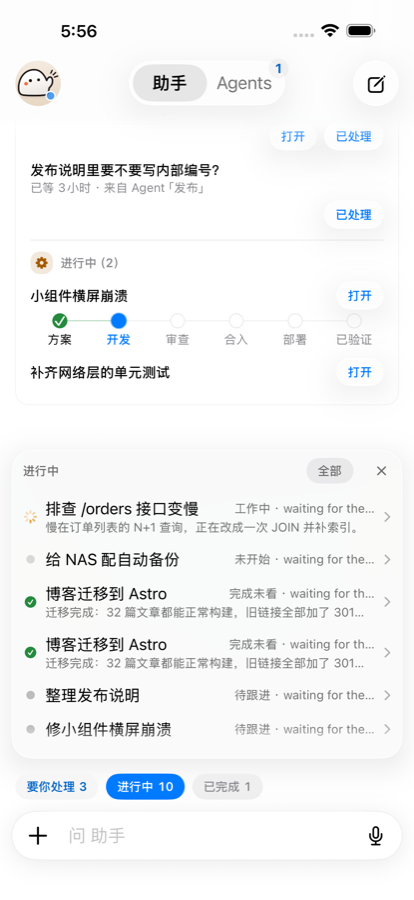 5:56
助手
Agents
1
打开
已处理
发布说明里要不要写内部编号?
已等 3小时 · 来自 Agent「发布」
已处理
进行中 (2)
小组件横屏崩溃
打开
方案
开发
审查
合入
部署
已验证
补齐网络层的单元测试
打开
进行中
全部
排查 /orders 接口变慢
工作中 · waiting for the...
慢在订单列表的 N+1 查询，正在改成一次 JOIN 并补索引。
给 NAS 配自动备份
未开始 · waiting for the...
博客迁移到 Astro
完成未看 · waiting for the...
迁移完成：32 篇文章都能正常构建，旧链接全部加了 301...
博客迁移到 Astro
完成未看 · waiting for the...
迁移完成：32 篇文章都能正常构建，旧链接全部加了 301...
整理发布说明
待跟进 · waiting for the...
修小组件横屏崩溃
待跟进 · waiting for the...
要你处理 3
进行中 10
已完成 1
问 助手